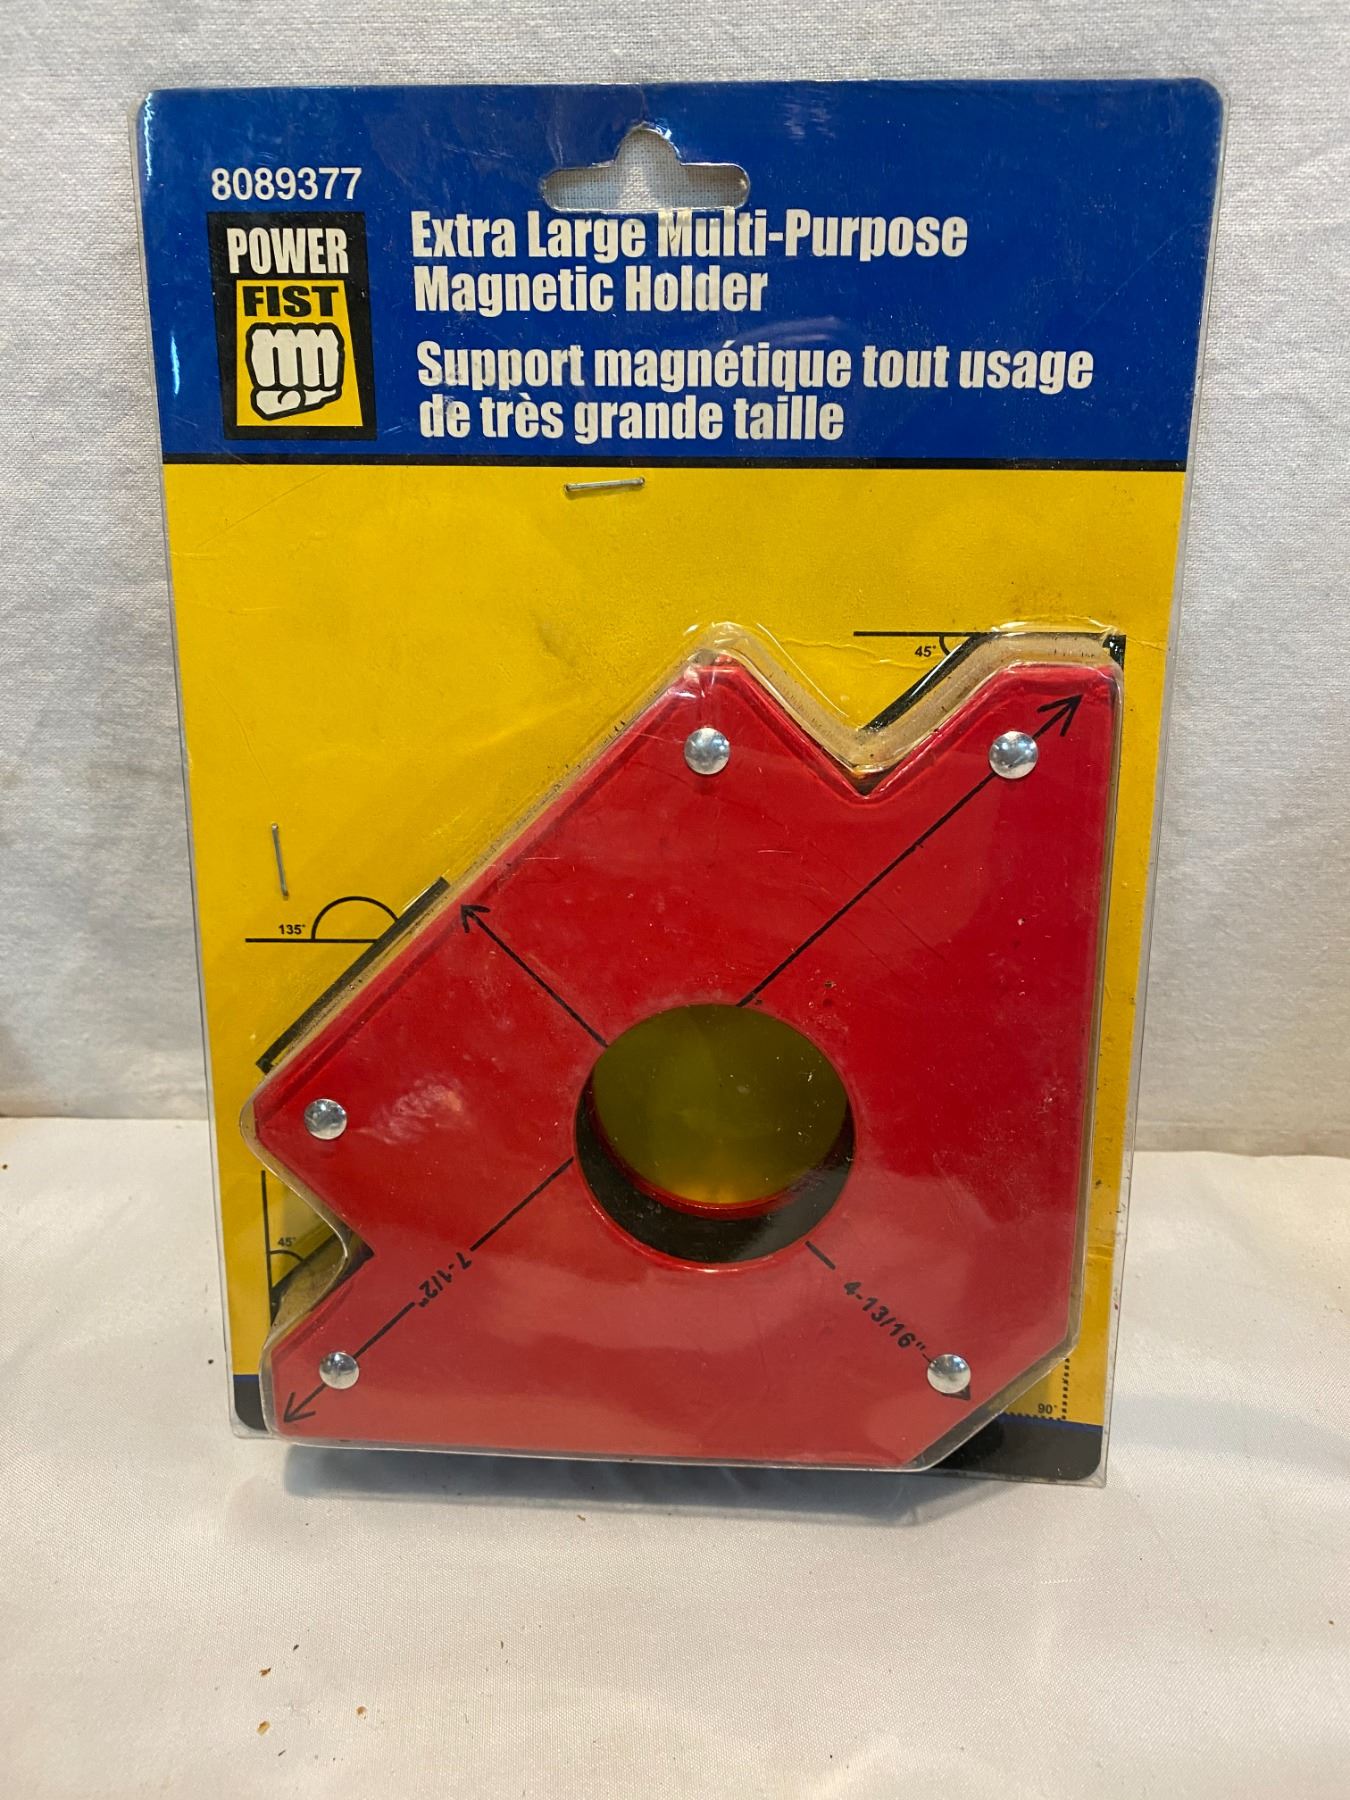 8089377
POWER
FIST
Extra Large Multi-Purpose
Magnetic Holder
Support magnétique tout usage
de très grande taille
45°
135°
45°
7-1/2"
4-13/16"
90°